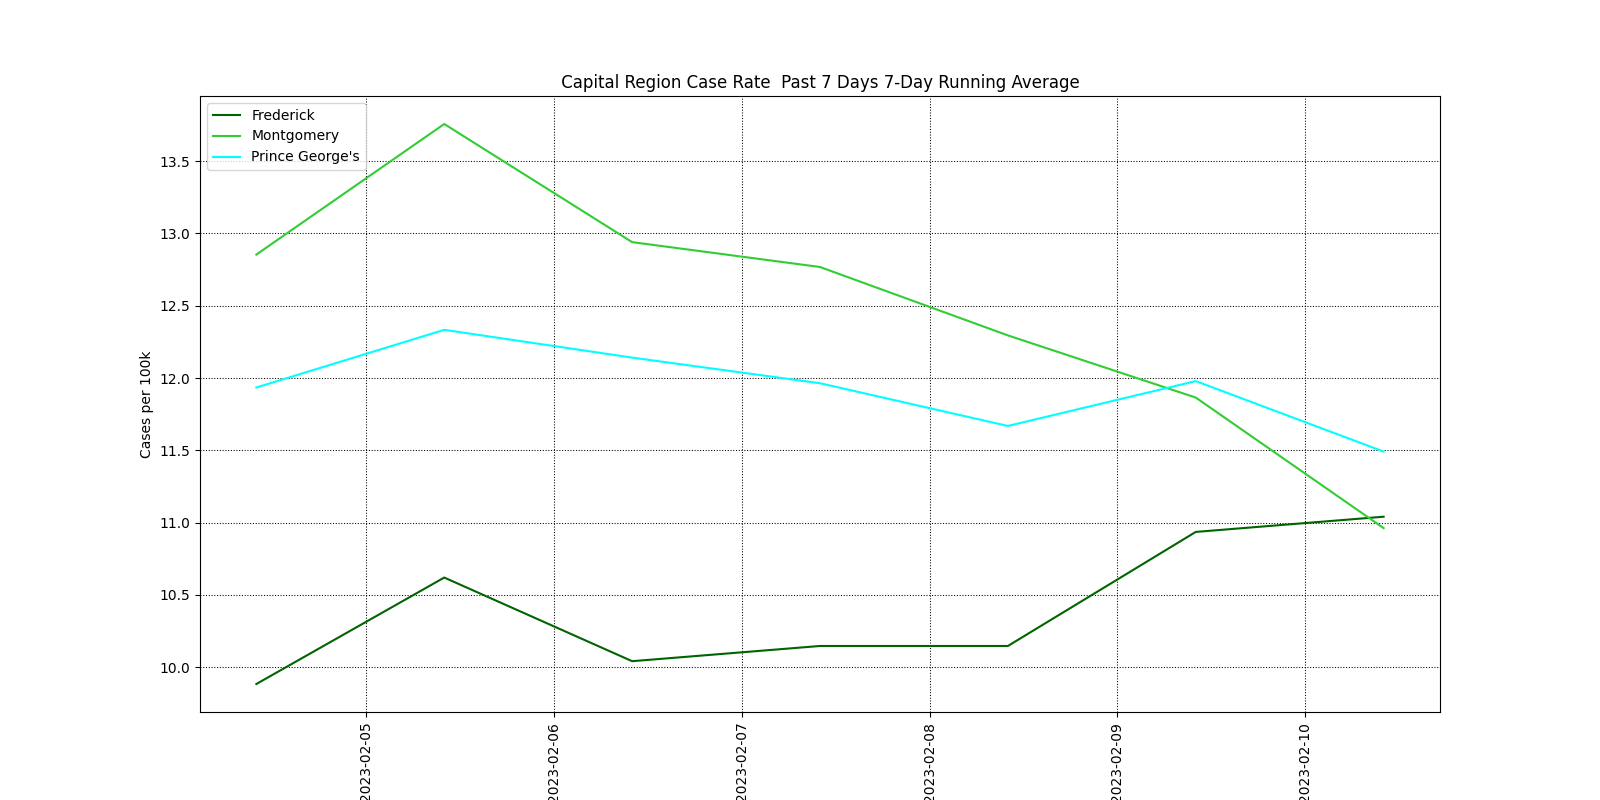 Capital Region Case Rate  Past 7 Days 7-Day Running Average
Frederick
Montgomery
Prince George's
Cases per 100k
13.5
13.0
12.5
12.0
11.5
11.0
10.5
10.0
2023-02-05
2023-02-06
2023-02-07
2023-02-08
2023-02-09
2023-02-10